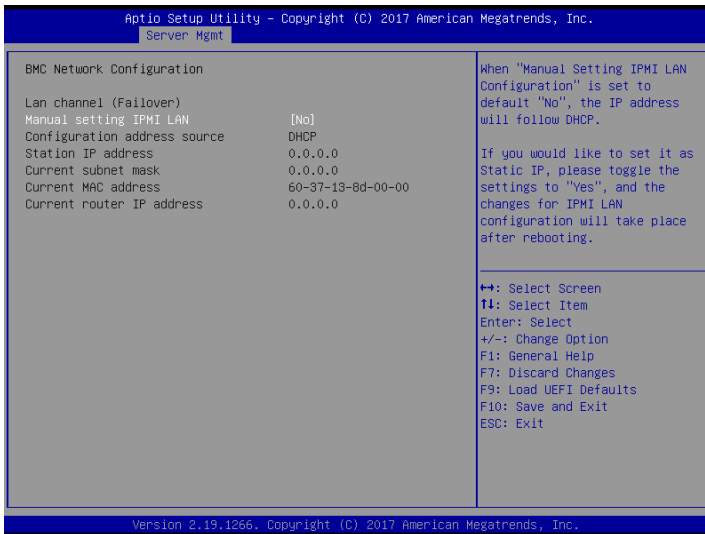 Aptio Setup Utility – Copyright (C) 2017 American Megatrends, Inc.
Server Mgmt
BMC Network Configuration
Lan channel (Failover)
Manual setting IPMI LAN [No]
Configuration address source DHCP
Station IP address 0.0.0.0
Current subnet mask 0.0.0.0
Current MAC address 60-37-13-8d-00-00
Current router IP address 0.0.0.0
When "Manual Setting IPMI LAN
Configuration" is set to
default "No", the IP address
will follow DHCP.
If you would like to set it as
Static IP, please toggle the
settings to "Yes", and the
changes for IPMI LAN
configuration will take place
after rebooting.
↔: Select Screen
↑↓: Select Item
Enter: Select
+/-: Change Option
F1: General Help
F7: Discard Changes
F9: Load UEFI Defaults
F10: Save and Exit
ESC: Exit
Version 2.19.1266. Copyright (C) 2017 American Megatrends, Inc.